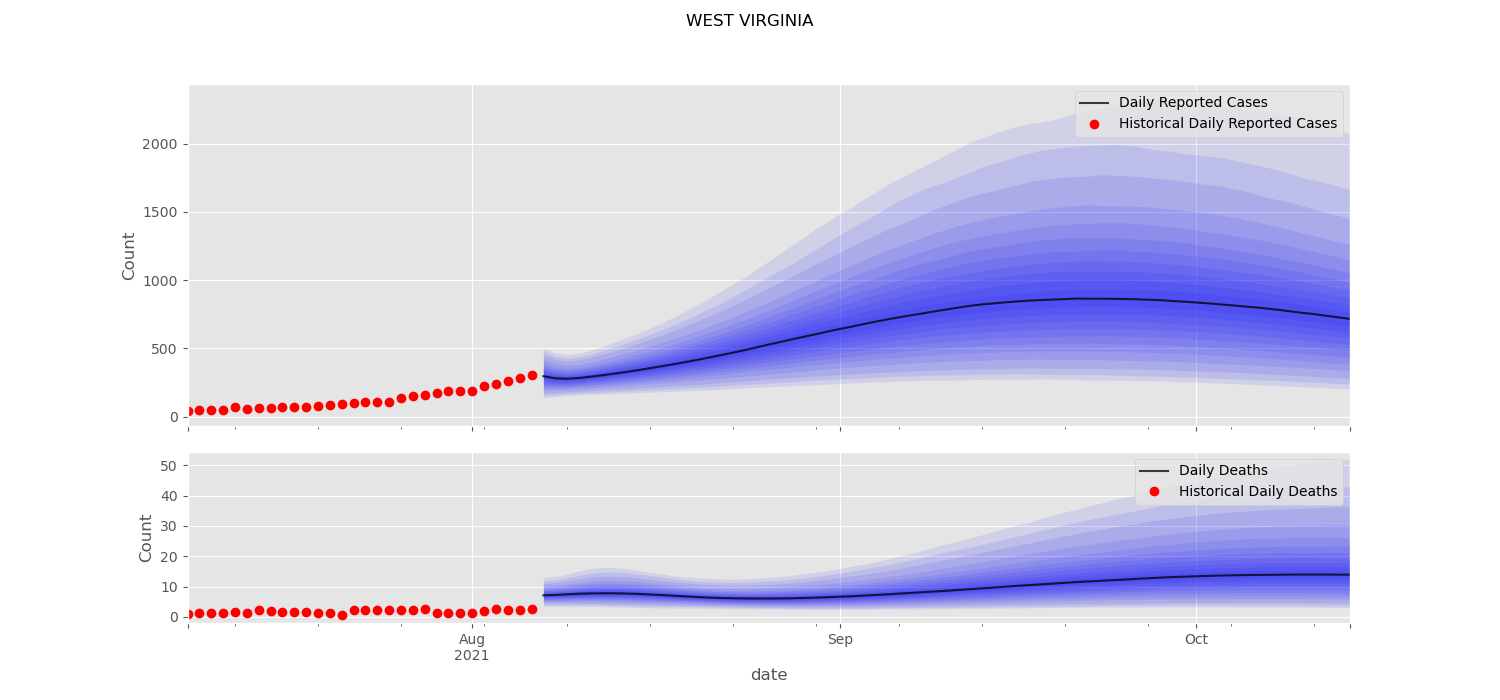 WEST VIRGINIA
Daily Reported Cases
Historical Daily Reported Cases
2000
1500
1000
500
0
Count
Daily Deaths
Historical Daily Deaths
50
40
30
20
10
0
Count
Aug
2021
Sep
Oct
date